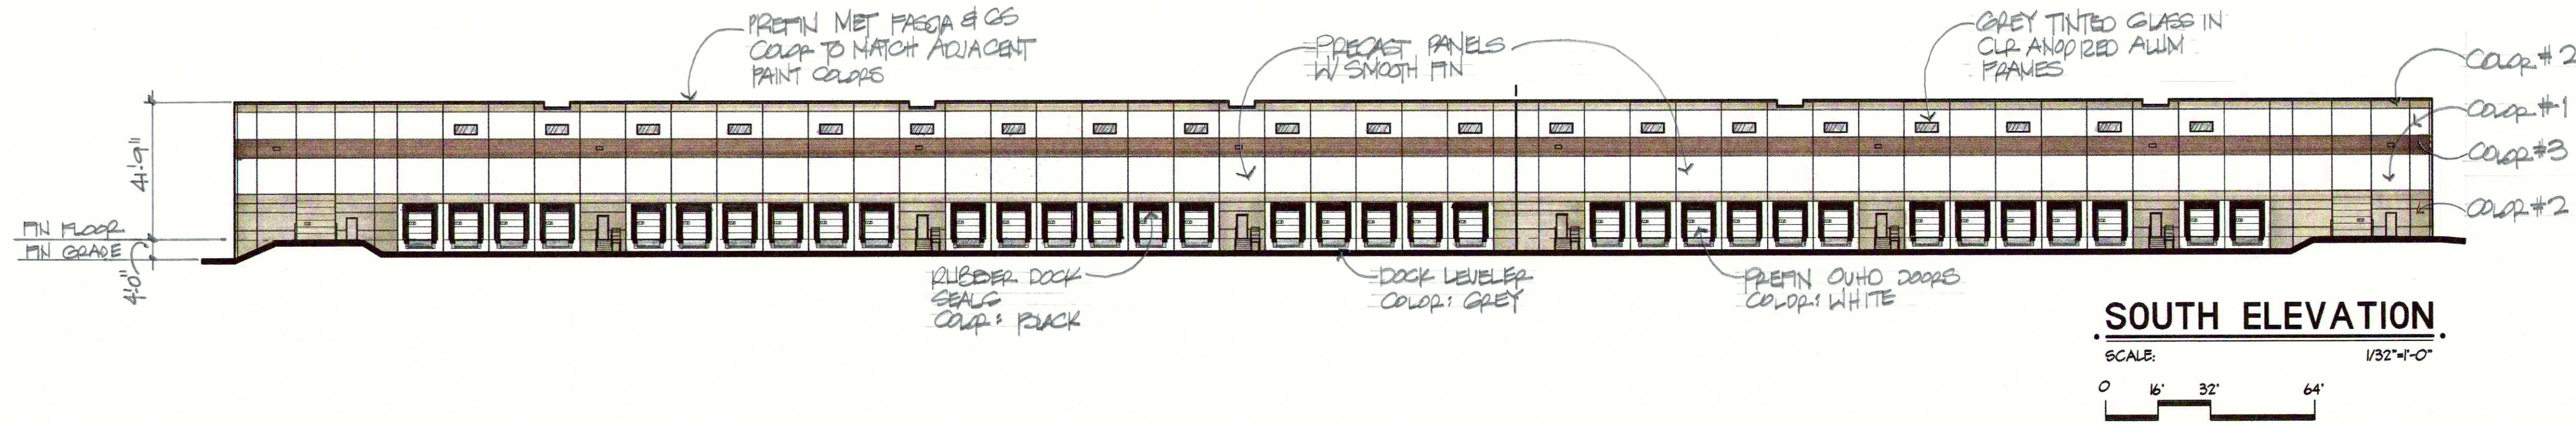 PREFIN MET FASCIA & GS
COLOR TO MATCH ADJACENT
PAINT COLORS
PRECAST PANELS
W/ SMOOTH FIN
GREY TINTED GLASS IN
CLR ANODIZED ALUM
FRAMES
COLOR #2
COLOR #1
COLOR #3
COLOR #2
41'-9"
FIN FLOOR
FIN GRADE
4'-0"
RUBBER DOCK
SEALS
COLOR: BLACK
DOCK LEVELER
COLOR: GREY
PREFIN OVHD DOORS
COLOR: WHITE
SOUTH ELEVATION
SCALE: 1/32"=1'-0"
0 16' 32' 64'